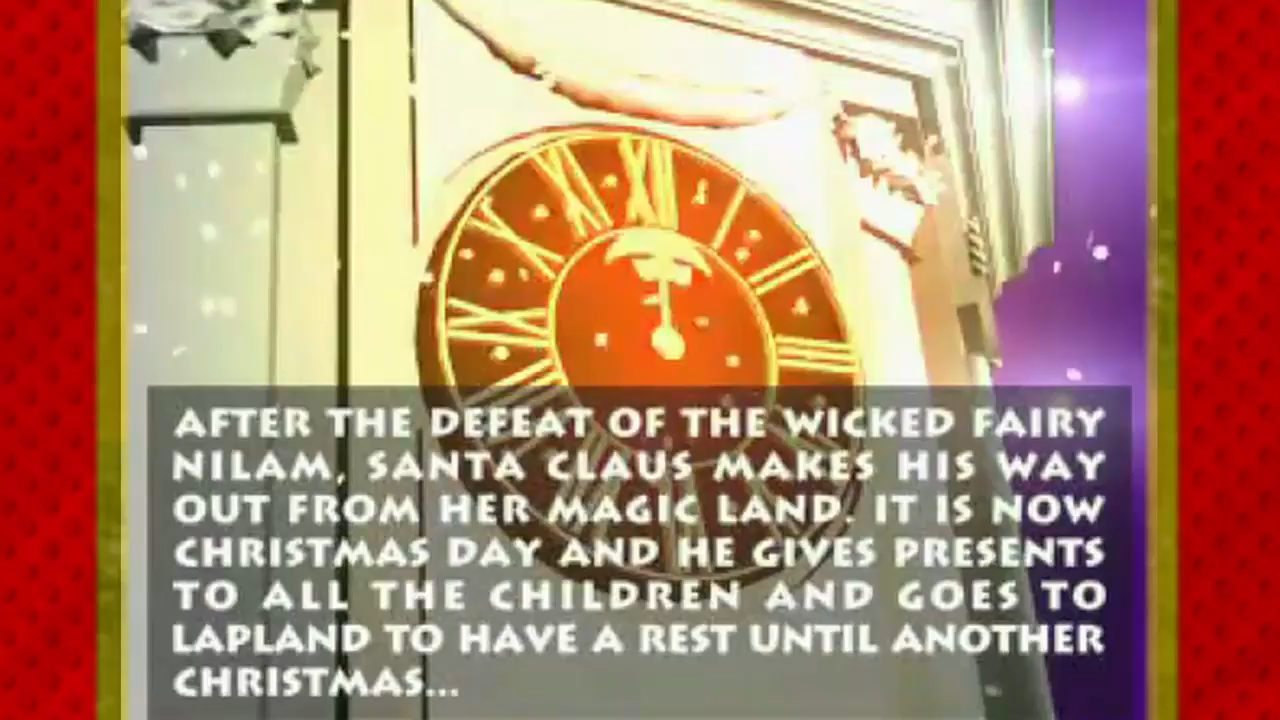 AFTER THE DEFEAT OF THE WICKED FAIRY
NILAM, SANTA CLAUS MAKES HIS WAY
OUT FROM HER MAGIC LAND. IT IS NOW
CHRISTMAS DAY AND HE GIVES PRESENTS
TO ALL THE CHILDREN AND GOES TO
LAPLAND TO HAVE A REST UNTIL ANOTHER
CHRISTMAS...